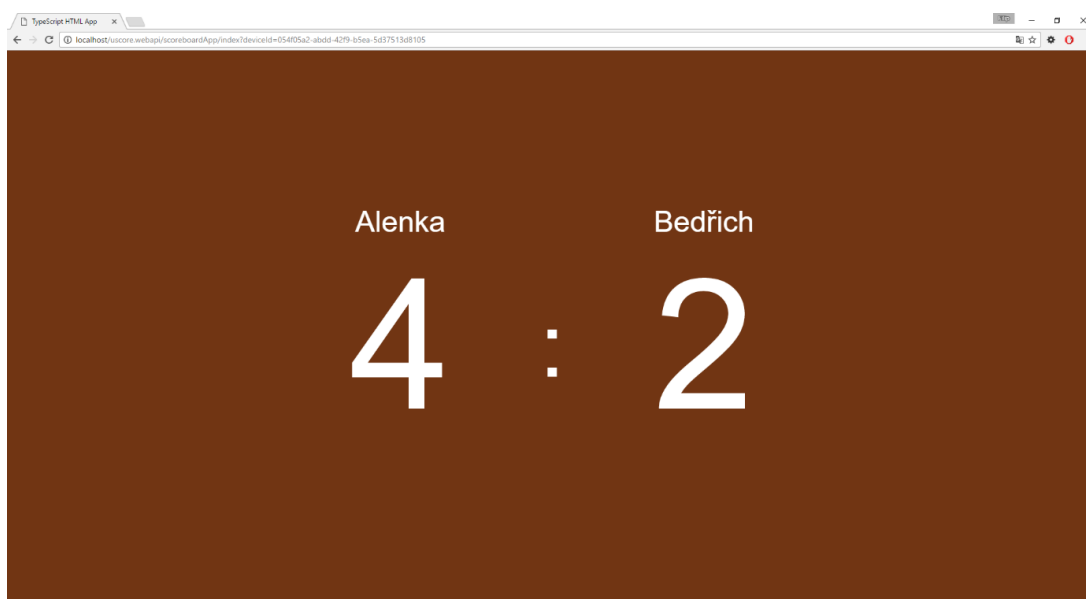 TypeScript HTML App
localhost/uscore.webapi/scoreboardApp/index?deviceId=054f05a2-abdd-42f9-b5ea-5d37513d8105
Alenka
Bedřich
4 : 2